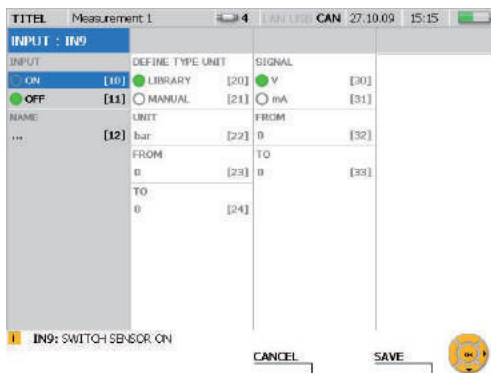 TITEL Measurement 1 4 LAN USB CAN 27.10.09 15:15
INPUT : IN9
INPUT DEFINE TYPE UNIT SIGNAL
ON [10] LIBRARY [20] V [30]
OFF [11] MANUAL [21] mA [31]
NAME UNIT FROM
... [12] bar [22] 0 [32]
FROM TO
0 [23] 0 [33]
TO
0 [24]
! IN9: SWITCH SENSOR ON
CANCEL SAVE
OK